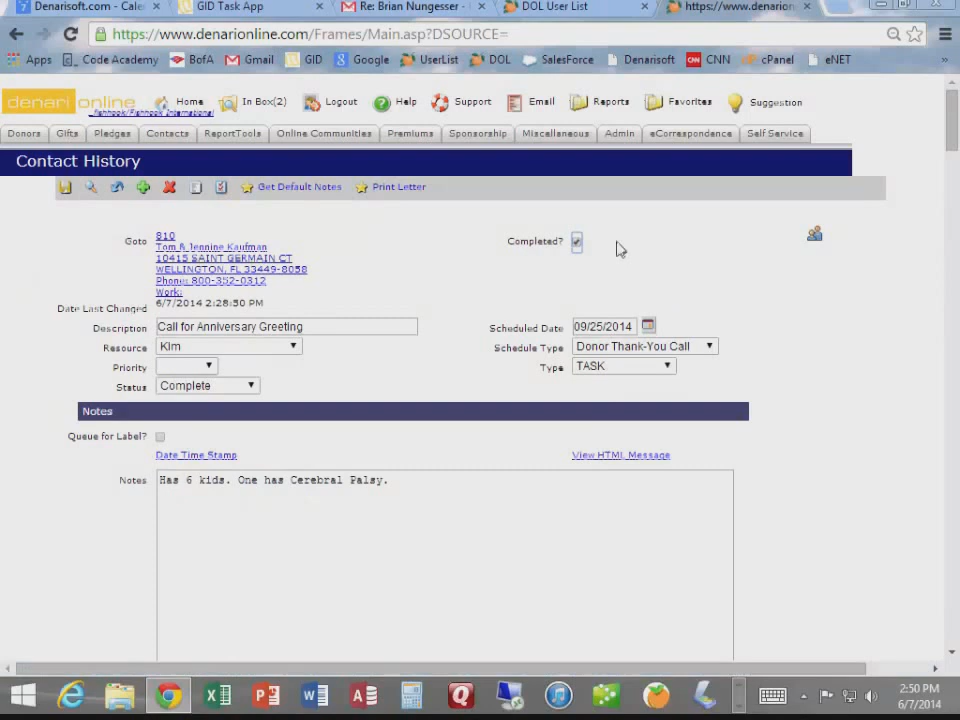 Denarisoft.com - Caler
GID Task App
Re: Brian Nungesser -
DOL User List
https://www.denarion
https://www.denarionline.com/Frames/Main.asp?DSOURCE=
Apps Code Academy BofA Gmail GID Google UserList DOL SalesForce Denarisoft CNN cPanel eNET »
denari online Home In Box(2) Logout Help Support Email Reports Favorites Suggestion
Donors Gifts Pledges Contacts ReportTools Online Communities Premiums Sponsorship Miscellaneous Admin eCorrespondence Self Service
Contact History
Get Default Notes Print Letter
Goto 810 Completed?
Tom & Jennine Kaufman
10415 SAINT GERMAIN CT
WELLINGTON, FL 33449-8058
Phone: 800-352-0312
Work:
Date Last Changed 6/7/2014 2:28:50 PM
Description Call for Anniversary Greeting Scheduled Date 09/25/2014
Resource Kim Schedule Type Donor Thank-You Call
Priority Type TASK
Status Complete
Notes
Queue for Label?
Date Time Stamp View HTML Message
Notes Has 6 kids. One has Cerebral Palsy.
2:50 PM
6/7/2014